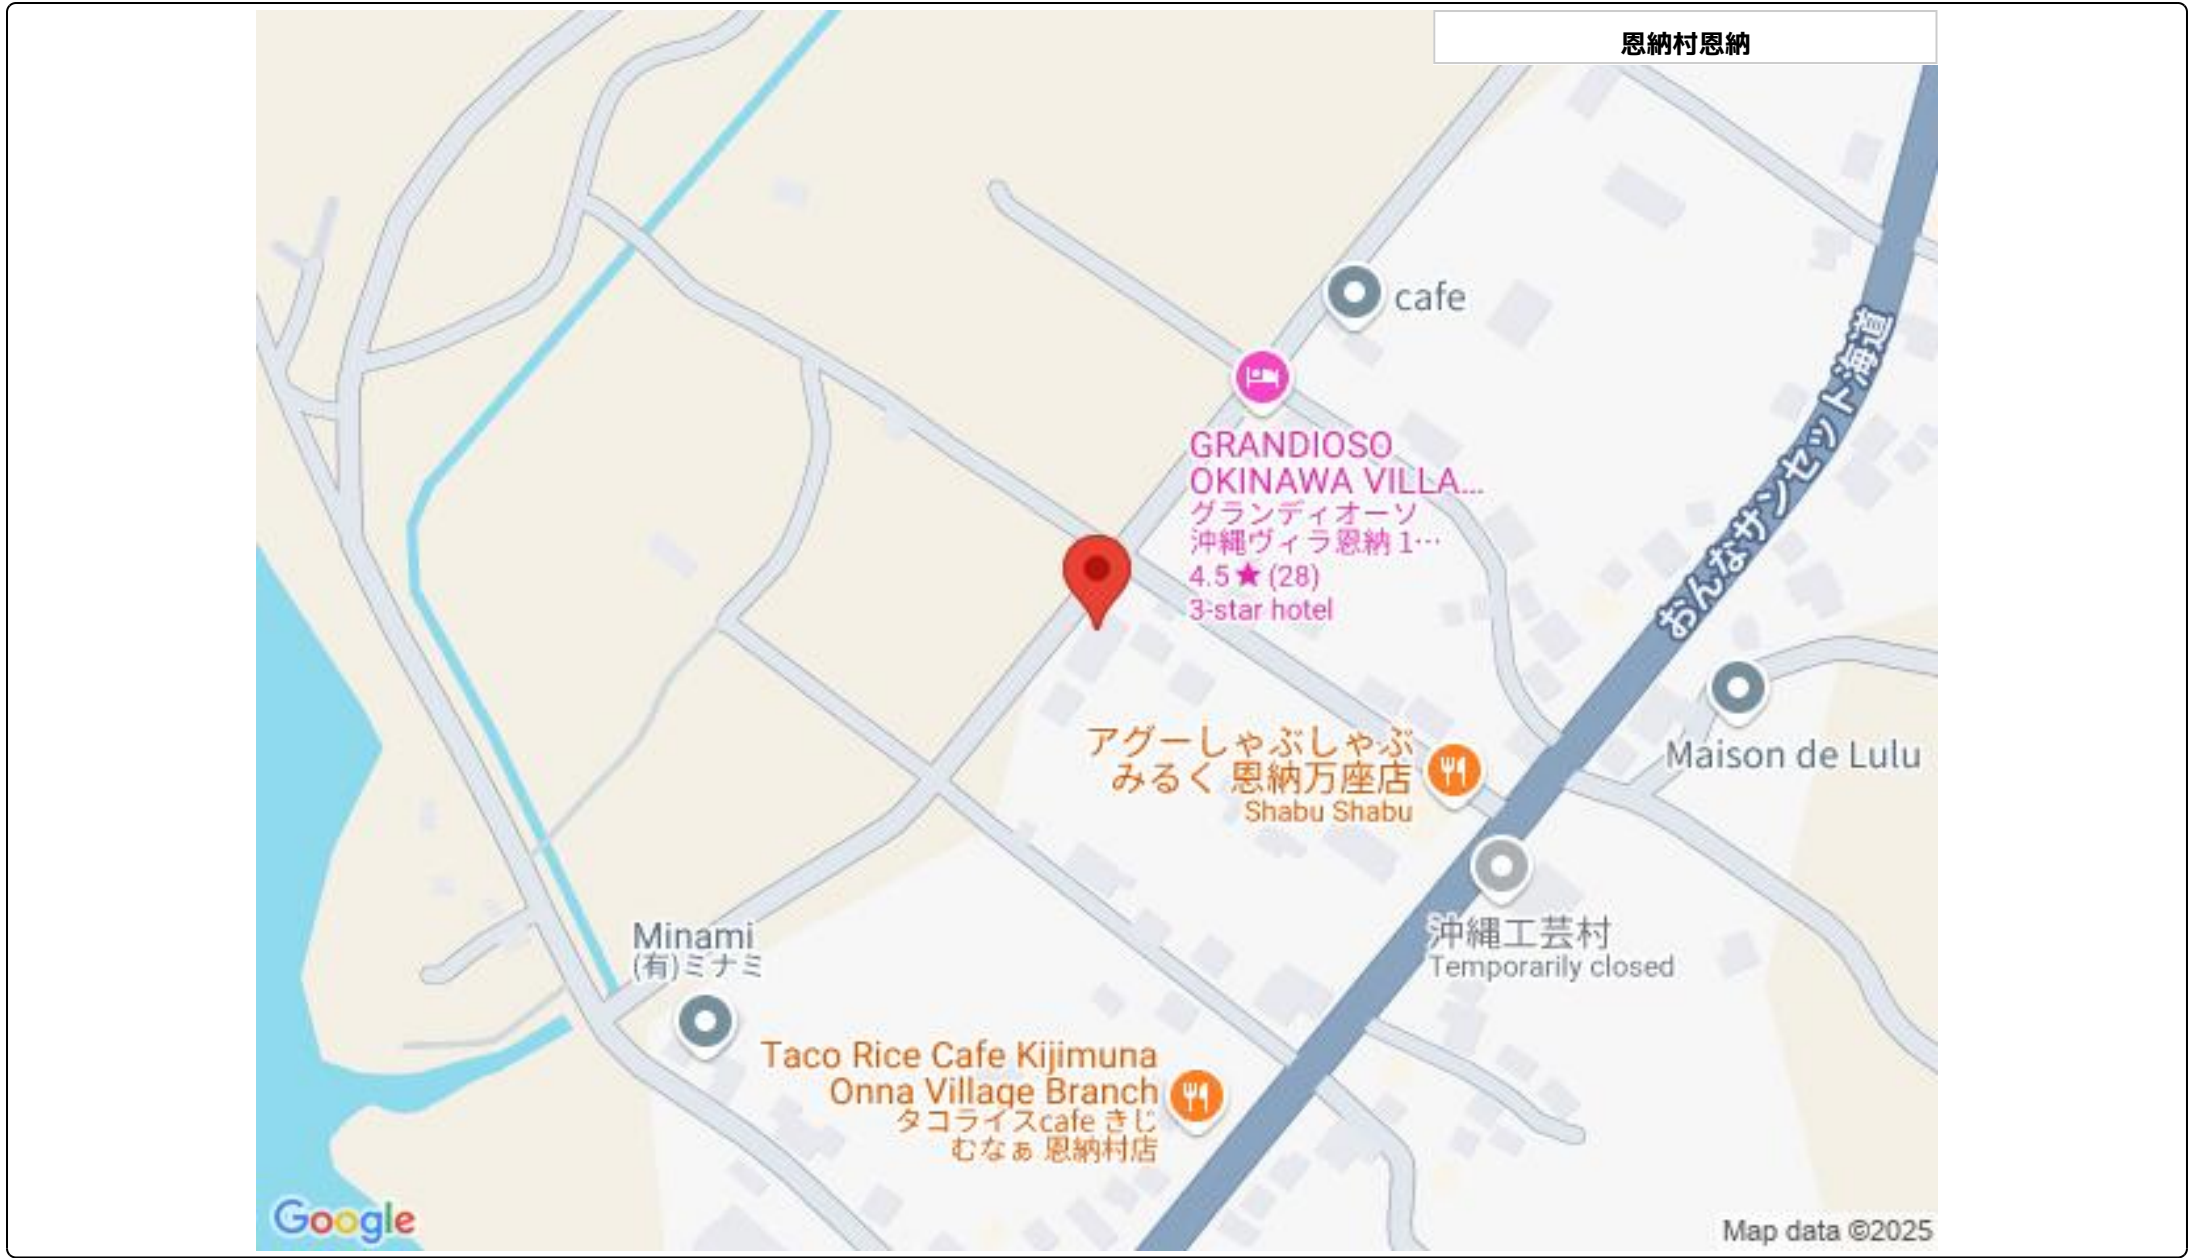 恩納村恩納
cafe
GRANDIOSO
OKINAWA VILLA...
グランディオーソ
沖縄ヴィラ恩納 1…
4.5★ (28)
3-star hotel
おんなサンセット海道
アグーしゃぶしゃぶ
みるく 恩納万座店
Shabu Shabu
Maison de Lulu
沖縄工芸村
Temporarily closed
Minami
(有)ミナミ
Taco Rice Cafe Kijimuna
Onna Village Branch
タコライスcafe きじ
むなぁ 恩納村店
Google
Map data ©2025